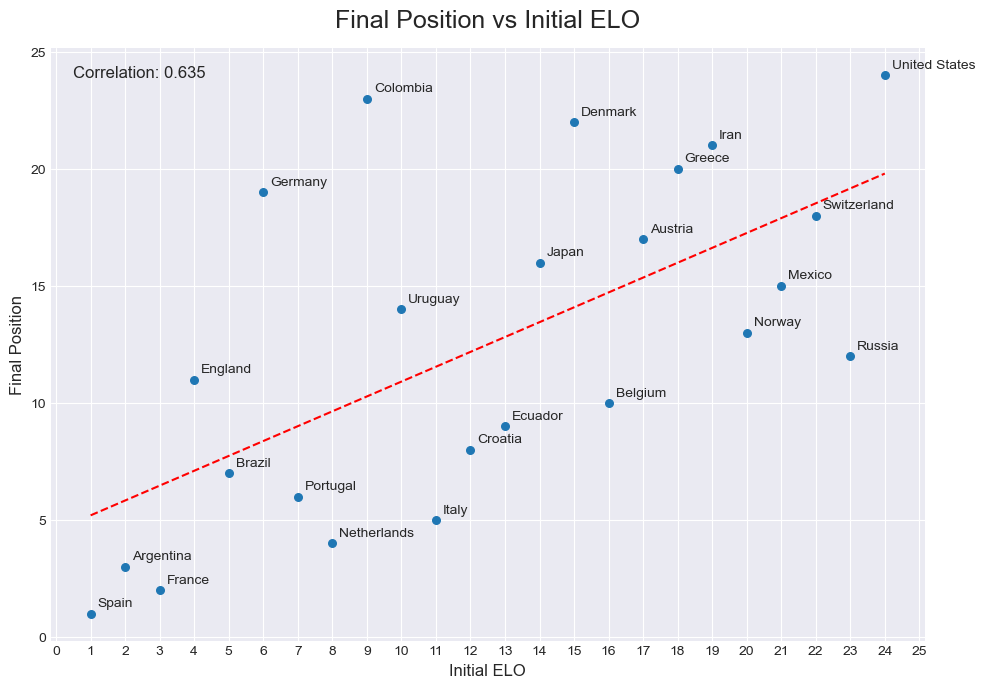 Final Position vs Initial ELO
Correlation: 0.635
25
20
15
10
5
0
Final Position
United States
Colombia
Denmark
Iran
Greece
Germany
Switzerland
Austria
Japan
Mexico
Uruguay
Norway
Russia
England
Belgium
Ecuador
Croatia
Brazil
Portugal
Italy
Netherlands
Argentina
France
Spain
0 1 2 3 4 5 6 7 8 9 10 11 12 13 14 15 16 17 18 19 20 21 22 23 24 25
Initial ELO